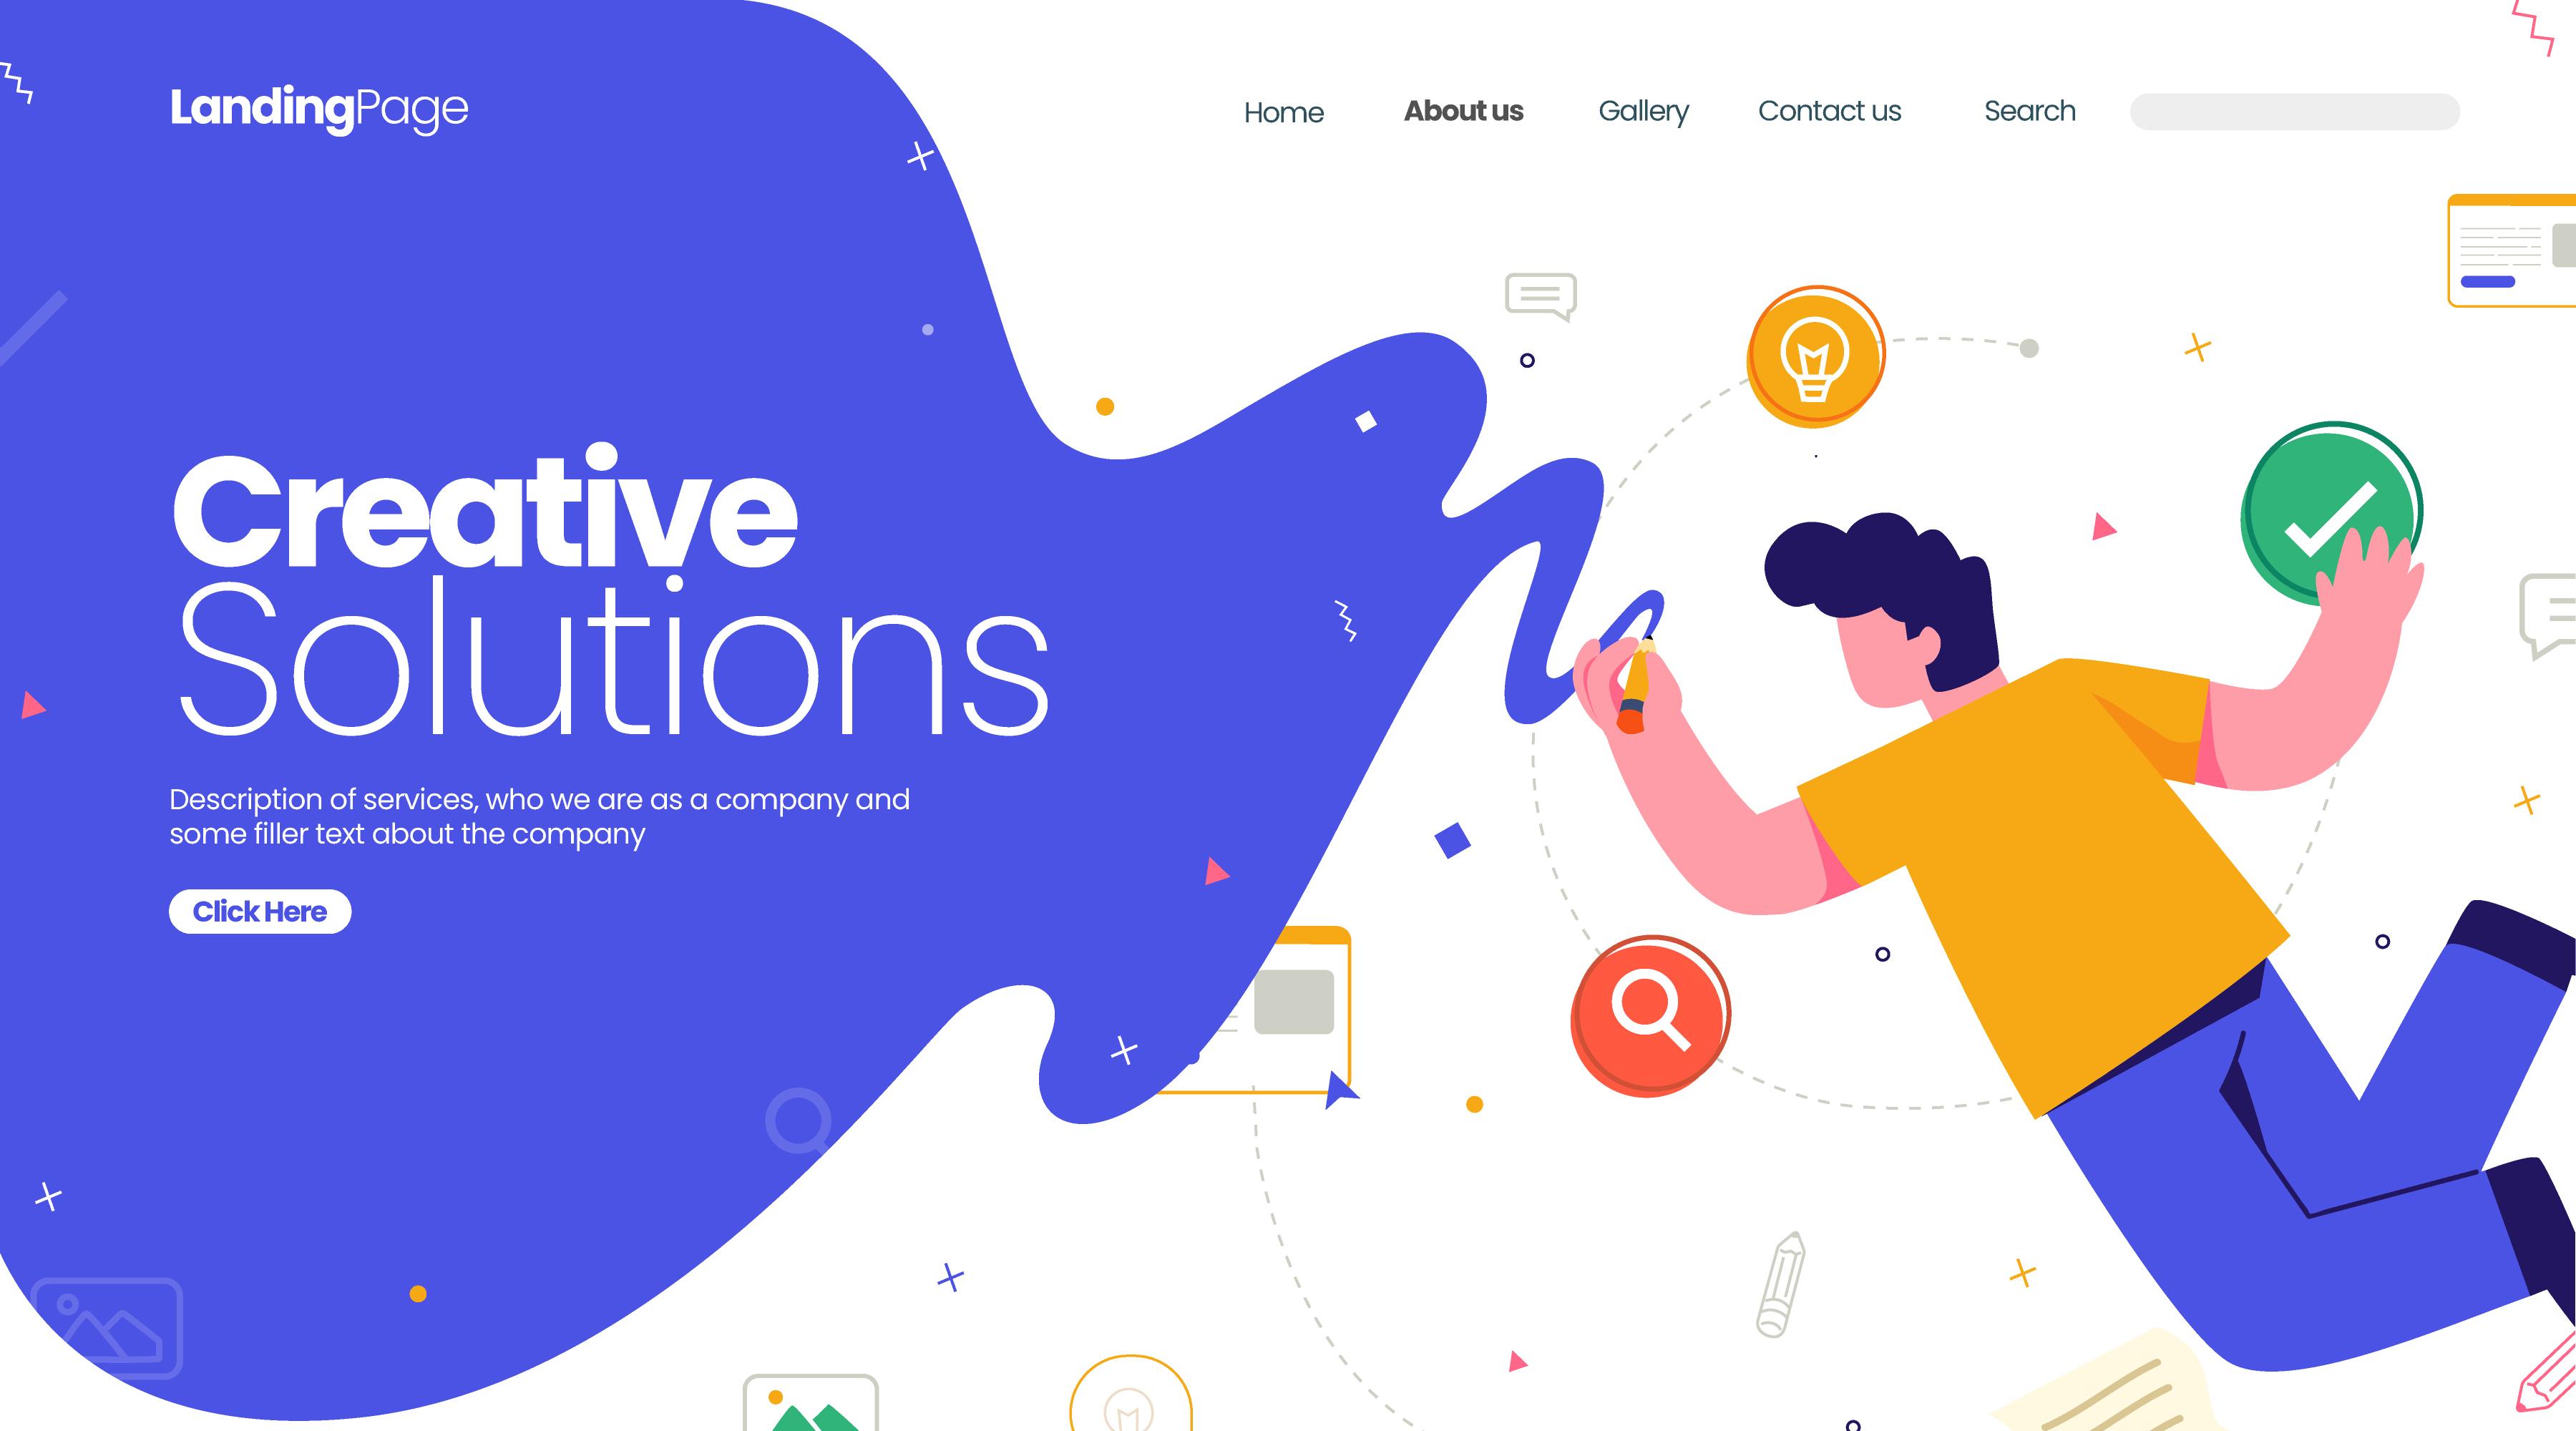 LandingPage
Home About us Gallery Contact us Search
Creative
Solutions
Description of services, who we are as a company and
some filler text about the company
Click Here